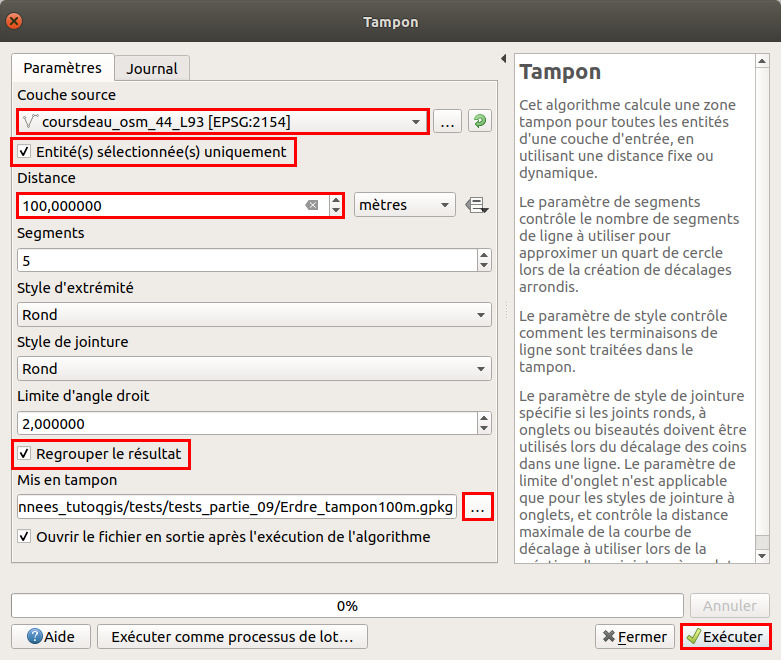 Tampon
Paramètres
Journal
Couche source
coursdeau_osm_44_L93 [EPSG:2154]
...
Entité(s) sélectionnée(s) uniquement
Distance
100,000000
mètres
Segments
5
Style d'extrémité
Rond
Style de jointure
Rond
Limite d'angle droit
2,000000
Regrouper le résultat
Mis en tampon
nnees_tutoqgis/tests/tests_partie_09/Erdre_tampon100m.gpkg
...
Ouvrir le fichier en sortie après l'exécution de l'algorithme
Tampon
Cet algorithme calcule une zone
tampon pour toutes les entités
d'une couche d'entrée, en
utilisant une distance fixe ou
dynamique.
Le paramètre de segments
contrôle le nombre de segments
de ligne à utiliser pour
approximer un quart de cercle
lors de la création de décalages
arrondis.
Le paramètre de style contrôle
comment les terminaisons de
ligne sont traitées dans le
tampon.
Le paramètre de style de jointure
spécifie si les joints ronds, à
onglets ou biseautés doivent être
utilisés lors du décalage des coins
dans une ligne. Le paramètre de
limite d'onglet n'est applicable
que pour les styles de jointure à
onglets, et contrôle la distance
maximale de la courbe de
décalage à utiliser lors de la
0%
Annuler
Aide
Exécuter comme processus de lot...
Fermer
Exécuter